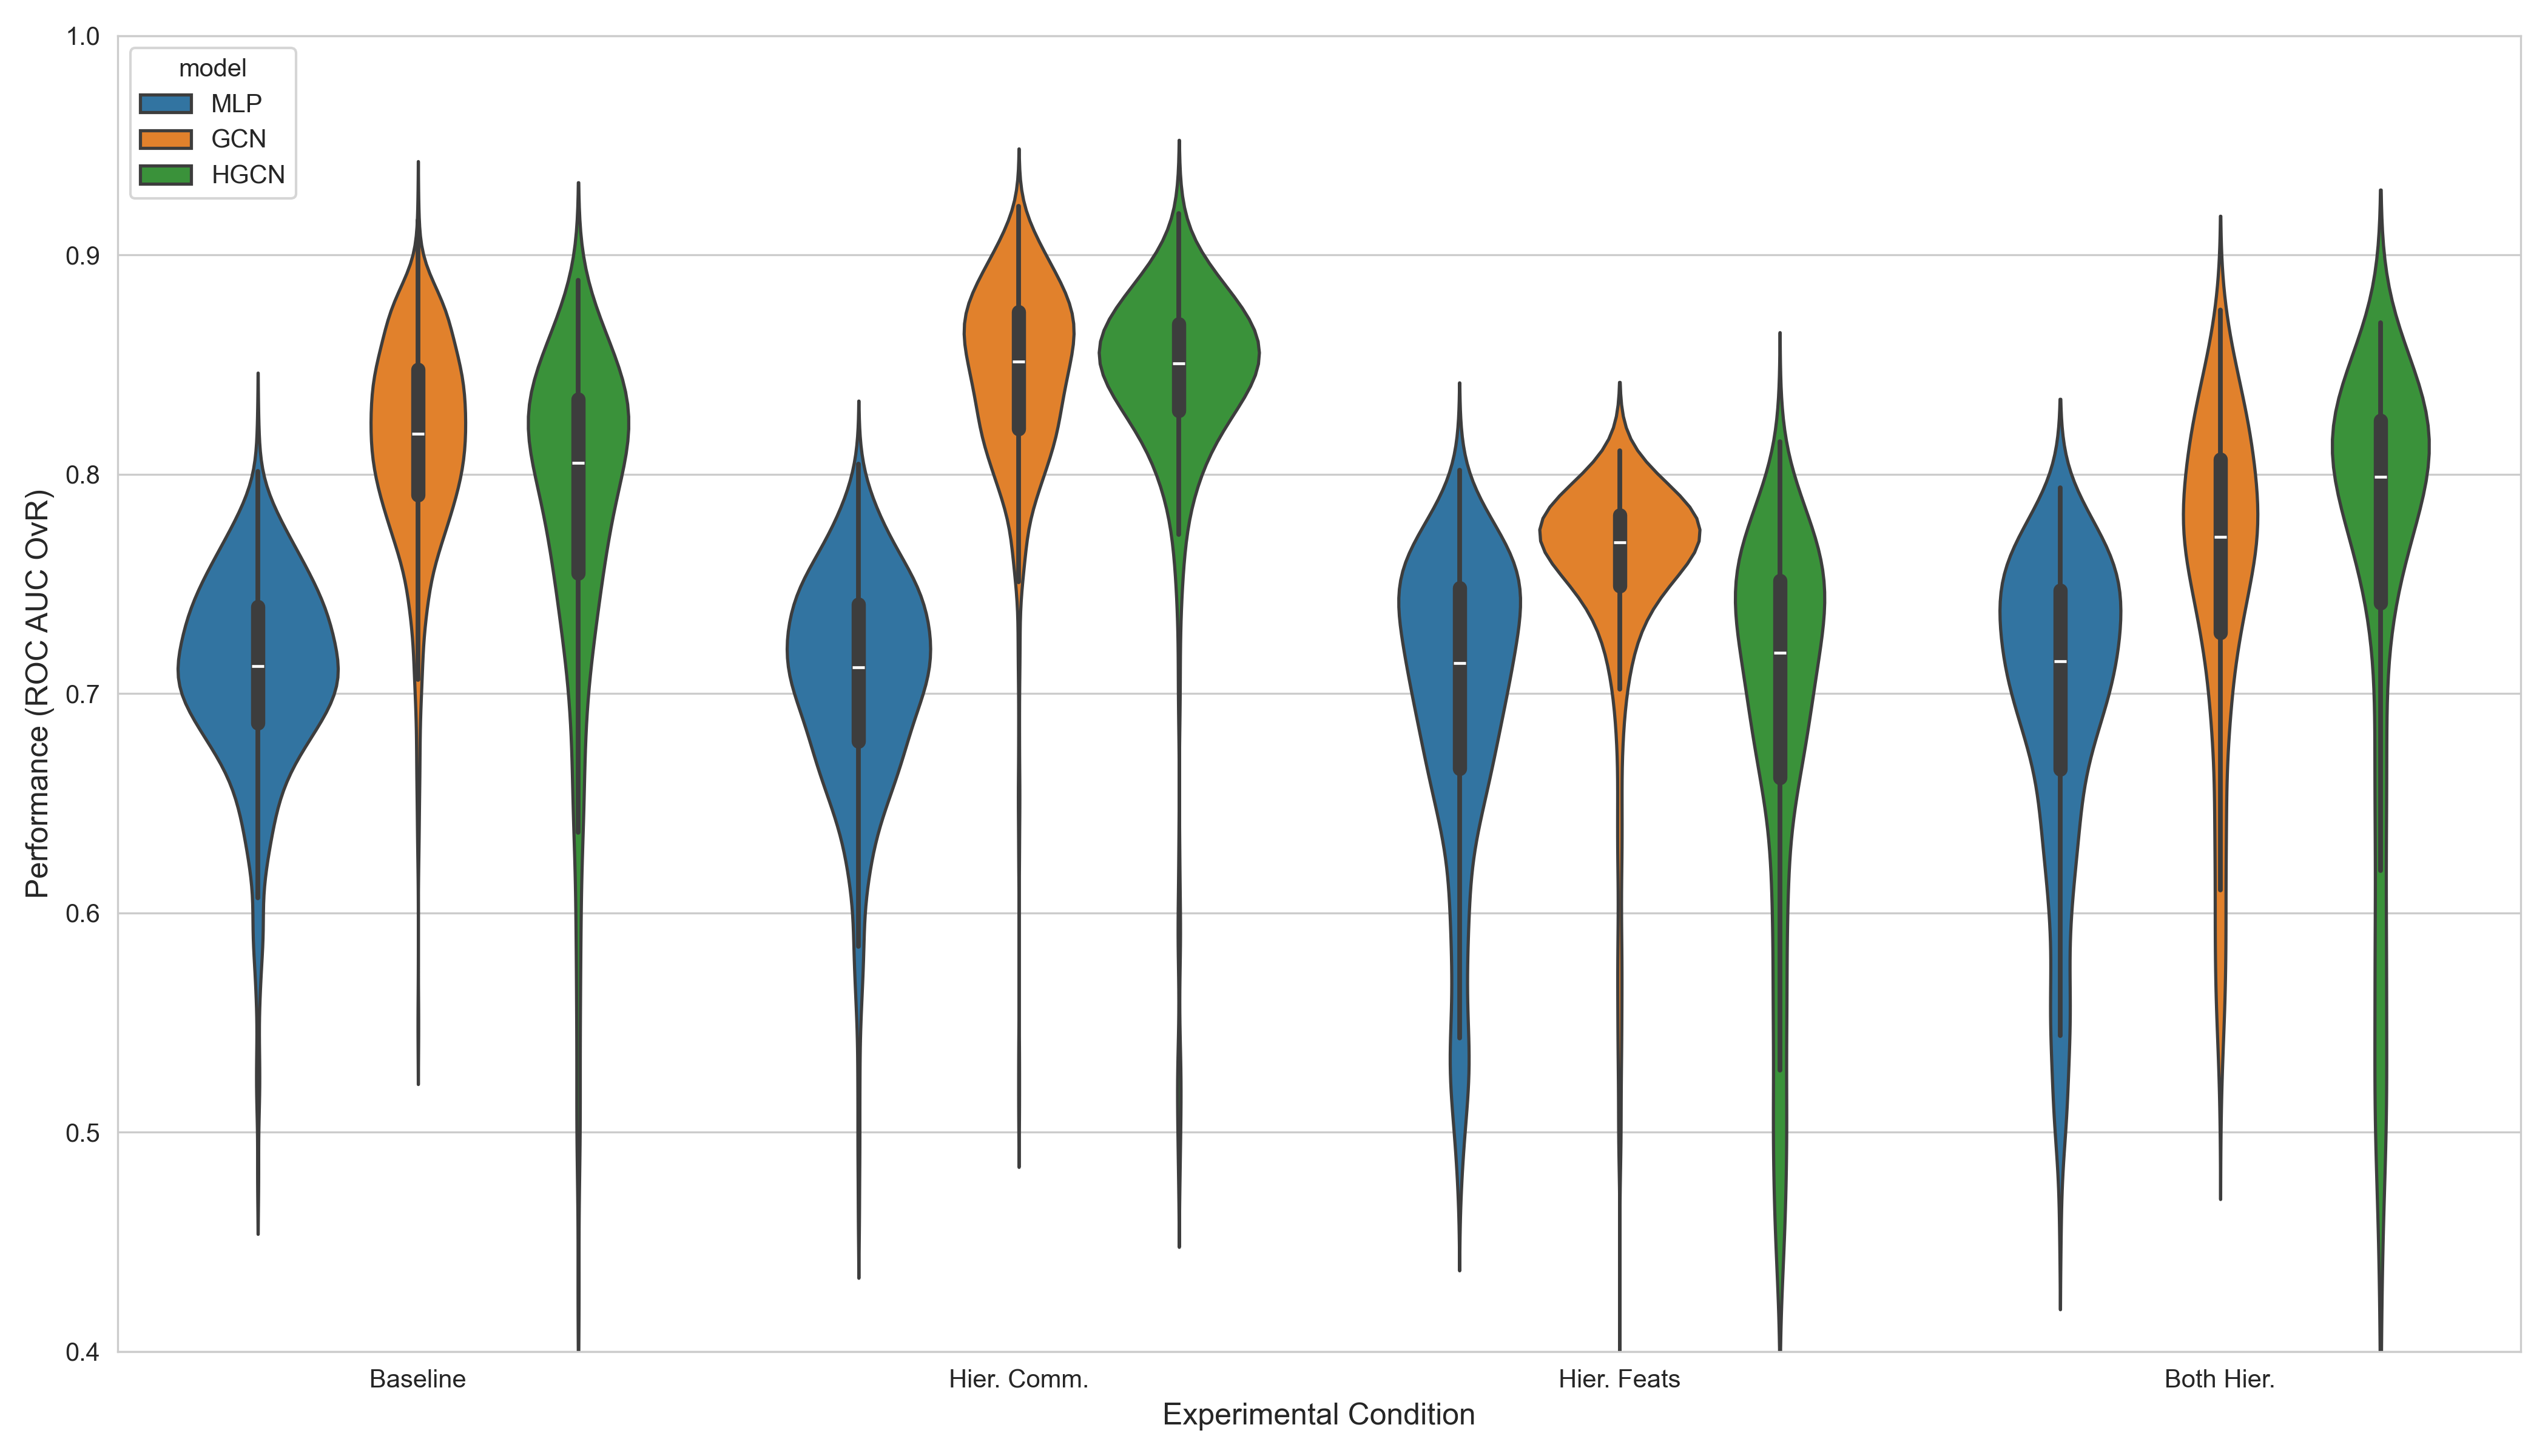 model
MLP
GCN
HGCN
Performance (ROC AUC OvR)
1.0
0.9
0.8
0.7
0.6
0.5
0.4
Baseline
Hier. Comm.
Hier. Feats
Both Hier.
Experimental Condition